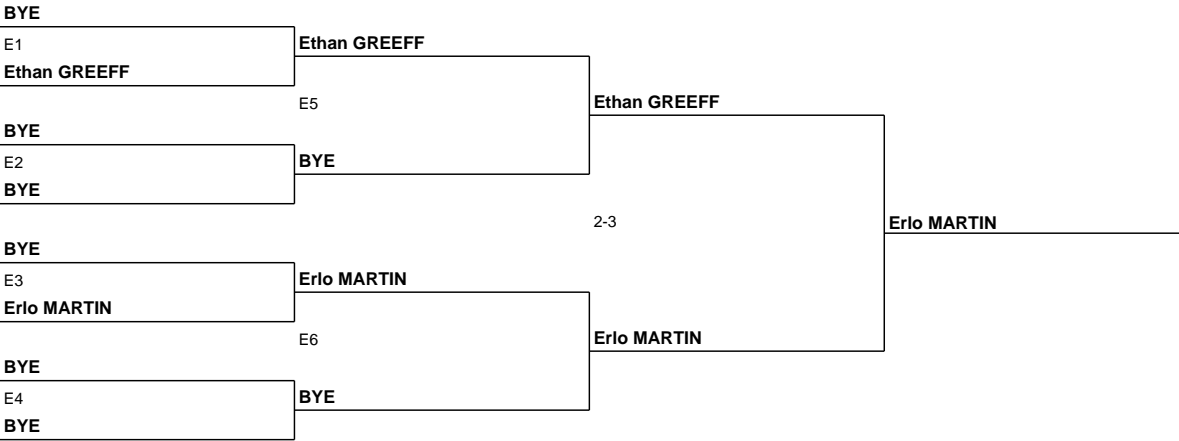 BYE
E1
Ethan GREEFF
Ethan GREEFF
E5
Ethan GREEFF
BYE
E2
BYE
BYE
2-3
Erlo MARTIN
BYE
E3
Erlo MARTIN
Erlo MARTIN
E6
Erlo MARTIN
BYE
E4
BYE
BYE